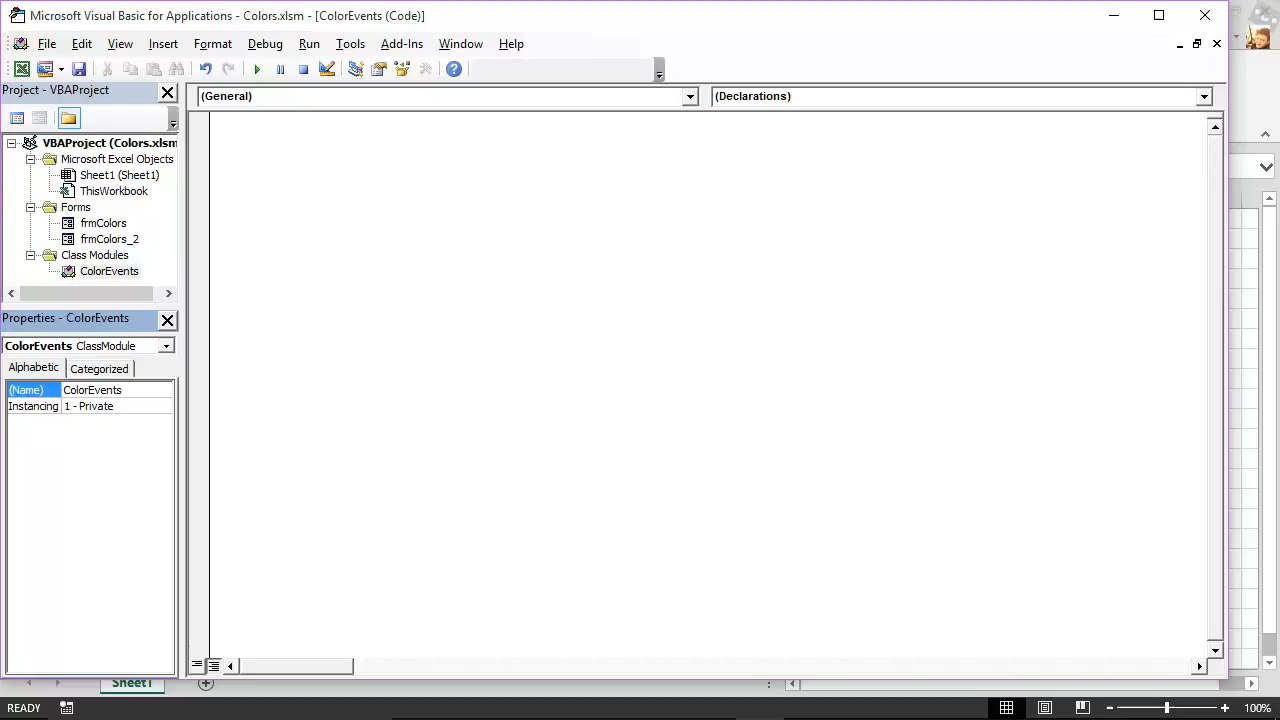 Microsoft Visual Basic for Applications - Colors.xlsm - [ColorEvents (Code)]
File Edit View Insert Format Debug Run Tools Add-Ins Window Help
Project - VBAProject
(General)
(Declarations)
VBAProject (Colors.xlsm
Microsoft Excel Objects
Sheet1 (Sheet1)
ThisWorkbook
Forms
frmColors
frmColors_2
Class Modules
ColorEvents
Properties - ColorEvents
ColorEvents ClassModule
Alphabetic Categorized
(Name) ColorEvents
Instancing 1 - Private
Sheet1
READY
100%